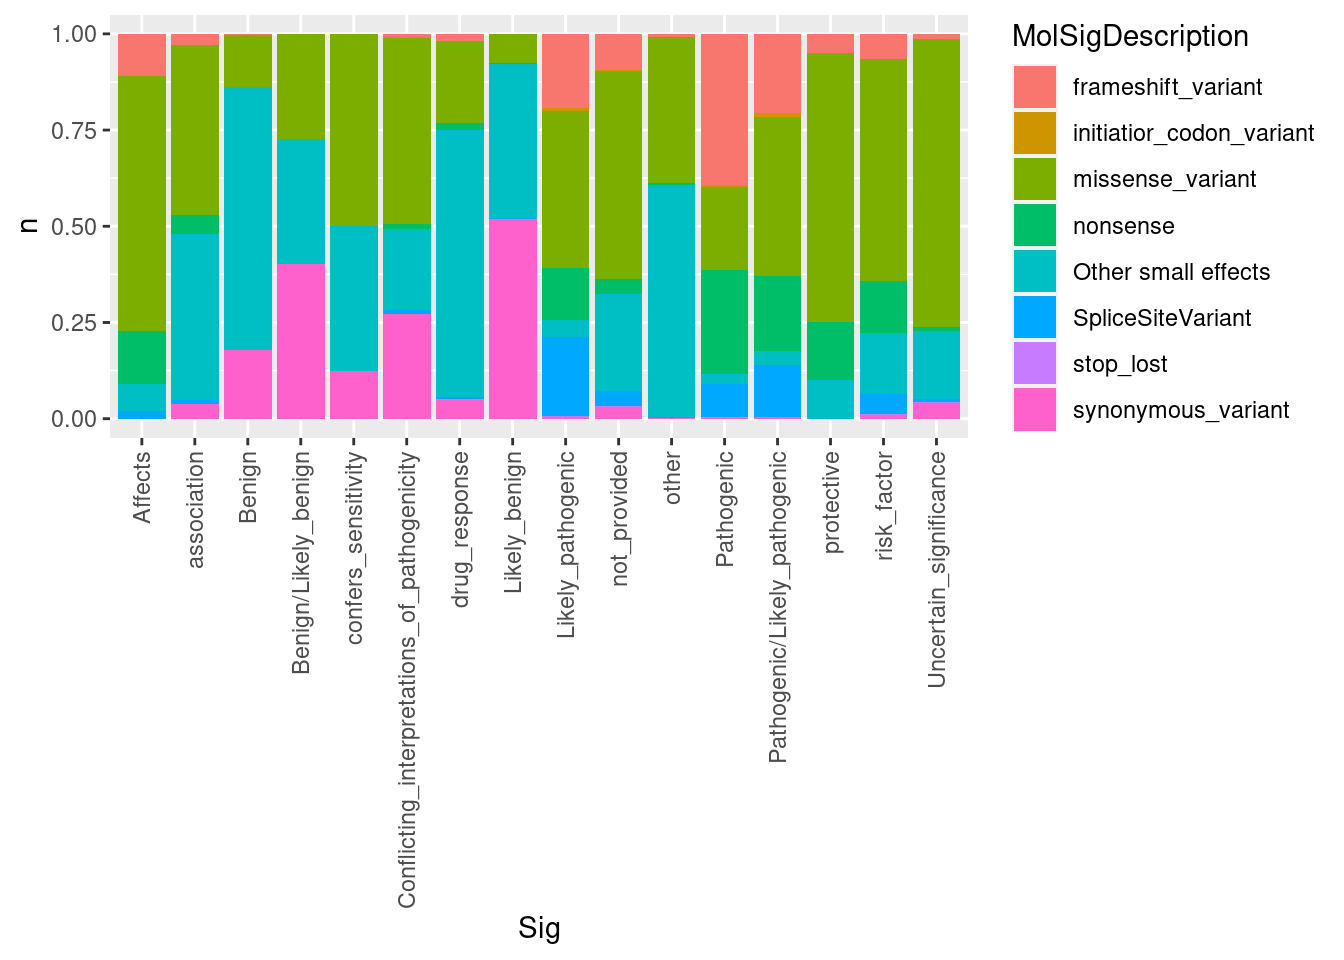 1.00
0.75
0.50
0.25
0.00
n
Affects
association
Benign
Benign/Likely_benign
confers_sensitivity
Conflicting_interpretations_of_pathogenicity
drug_response
Likely_benign
Likely_pathogenic
not_provided
other
Pathogenic
Pathogenic/Likely_pathogenic
protective
risk_factor
Uncertain_significance
Sig
MolSigDescription
frameshift_variant
initiatior_codon_variant
missense_variant
nonsense
Other small effects
SpliceSiteVariant
stop_lost
synonymous_variant